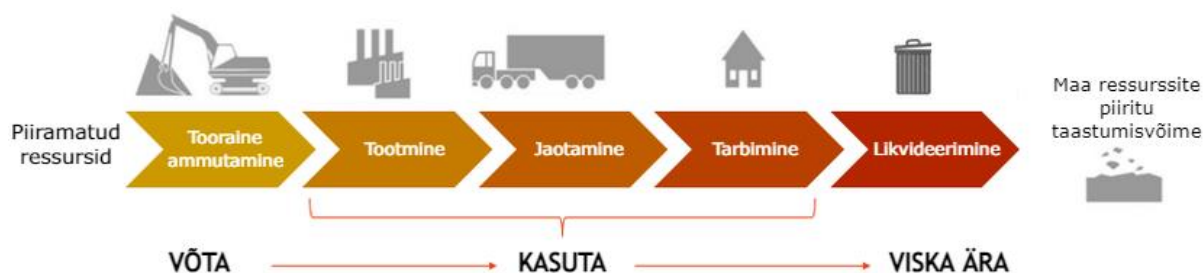 Piiramatud
ressursid
Tooraine
ammutamine
Tootmine
Jaotamine
Tarbimine
Likvideerimine
Maa ressurssite
piiritu
taastumisvõime
VÕTA
KASUTA
VISKA ÄRA